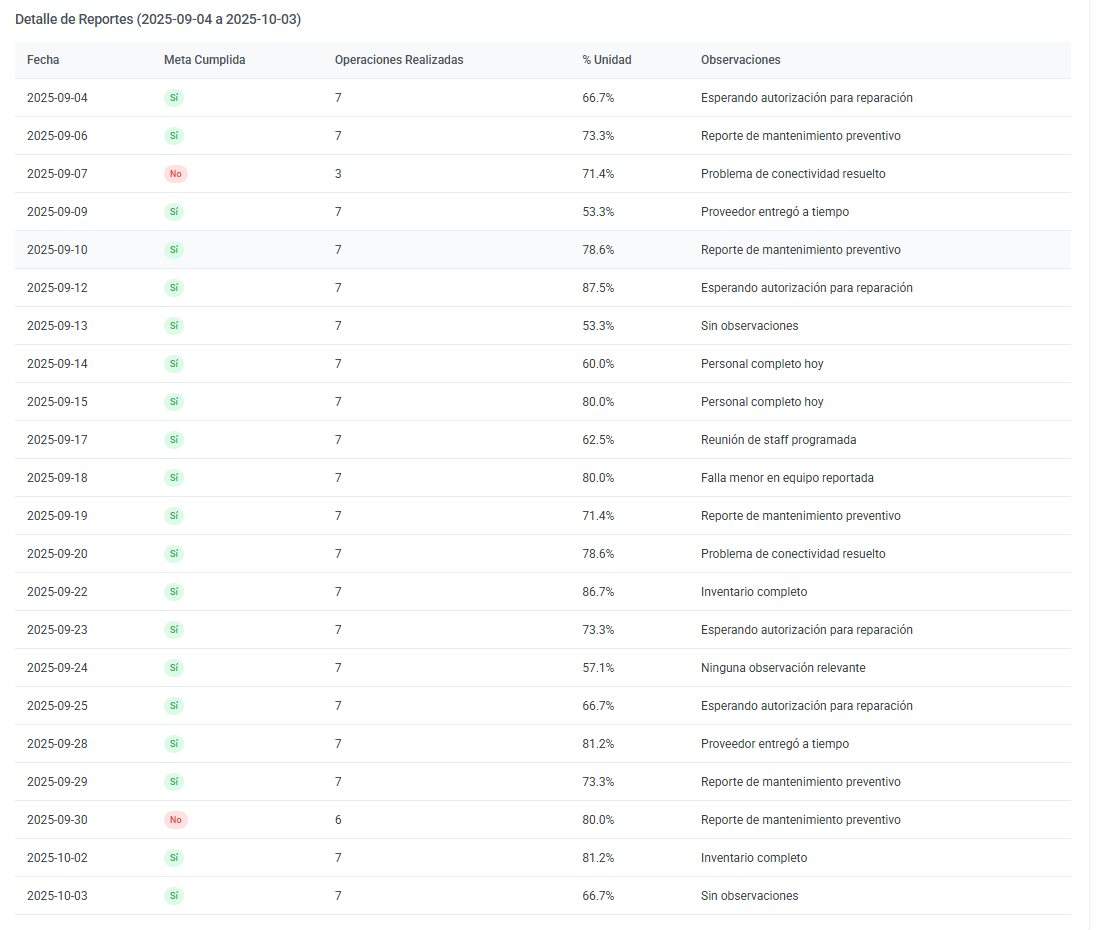 Detalle de Reportes (2025-09-04 a 2025-10-03)
Fecha Meta Cumplida Operaciones Realizadas % Unidad Observaciones
2025-09-04 Sí 7 66.7% Esperando autorización para reparación
2025-09-06 Sí 7 73.3% Reporte de mantenimiento preventivo
2025-09-07 No 3 71.4% Problema de conectividad resuelto
2025-09-09 Sí 7 53.3% Proveedor entregó a tiempo
2025-09-10 Sí 7 78.6% Reporte de mantenimiento preventivo
2025-09-12 Sí 7 87.5% Esperando autorización para reparación
2025-09-13 Sí 7 53.3% Sin observaciones
2025-09-14 Sí 7 60.0% Personal completo hoy
2025-09-15 Sí 7 80.0% Personal completo hoy
2025-09-17 Sí 7 62.5% Reunión de staff programada
2025-09-18 Sí 7 80.0% Falla menor en equipo reportada
2025-09-19 Sí 7 71.4% Reporte de mantenimiento preventivo
2025-09-20 Sí 7 78.6% Problema de conectividad resuelto
2025-09-22 Sí 7 86.7% Inventario completo
2025-09-23 Sí 7 73.3% Esperando autorización para reparación
2025-09-24 Sí 7 57.1% Ninguna observación relevante
2025-09-25 Sí 7 66.7% Esperando autorización para reparación
2025-09-28 Sí 7 81.2% Proveedor entregó a tiempo
2025-09-29 Sí 7 73.3% Reporte de mantenimiento preventivo
2025-09-30 No 6 80.0% Reporte de mantenimiento preventivo
2025-10-02 Sí 7 81.2% Inventario completo
2025-10-03 Sí 7 66.7% Sin observaciones